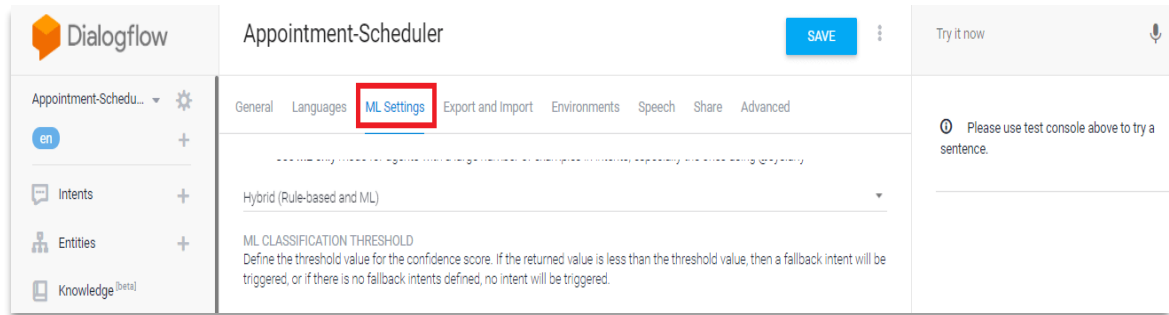 Dialogflow
Appointment-Scheduler
SAVE
Try it now
Appointment-Schedu...
General Languages ML Settings Export and Import Environments Speech Share Advanced
en
Please use test console above to try a
sentence.
Intents
Hybrid (Rule-based and ML)
Entities
ML CLASSIFICATION THRESHOLD
Define the threshold value for the confidence score. If the returned value is less than the threshold value, then a fallback intent will be
triggered, or if there is no fallback intents defined, no intent will be triggered.
Knowledge [beta]